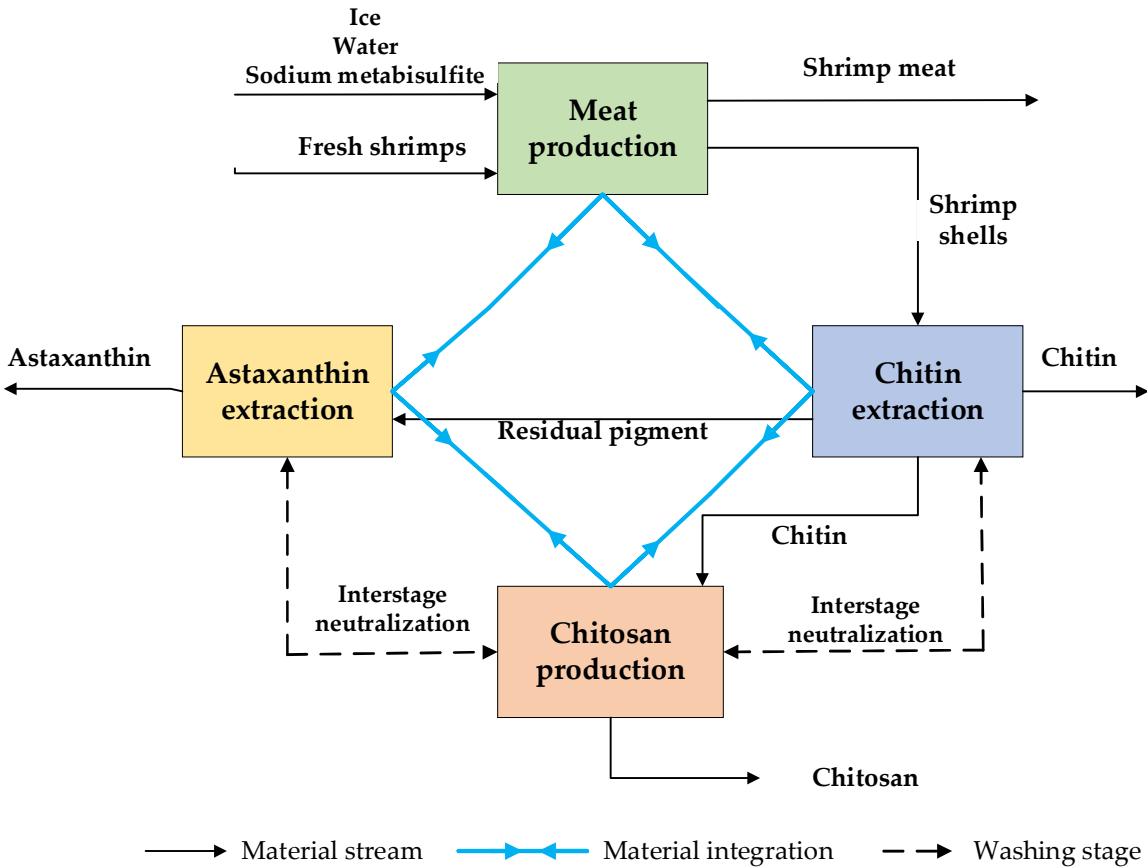 Ice
Water
Sodium metabisulfite
Fresh shrimps
Meat
production
Shrimp meat
Shrimp
shells
Astaxanthin
Astaxanthin
extraction
Residual pigment
Chitin
extraction
Chitin
Chitin
Interstage
neutralization
Chitosan
production
Interstage
neutralization
Chitosan
Material stream
Material integration
Washing stage